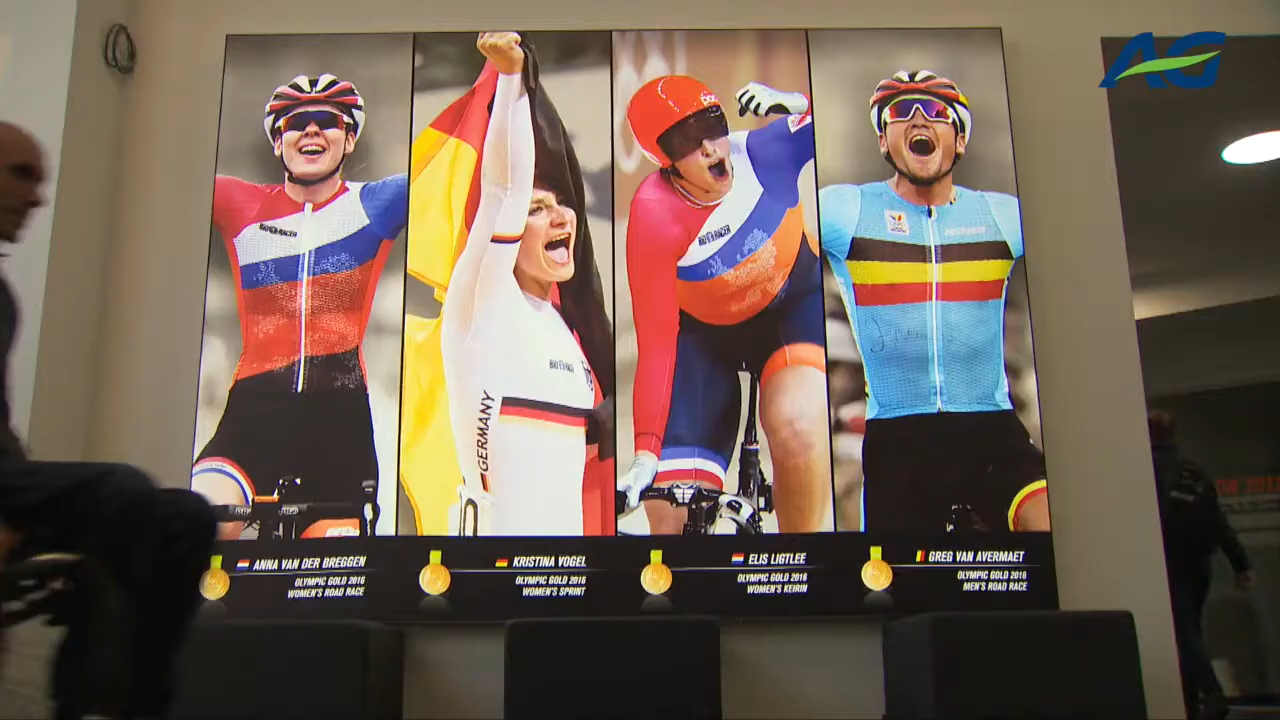 AG
POC
GERMANY
ANNA VAN DER BREGGEN
OLYMPIC GOLD 2016
WOMEN'S ROAD RACE
KRISTINA VOGEL
OLYMPIC GOLD 2016
WOMEN'S SPRINT
ELIS LIGTLEE
OLYMPIC GOLD 2016
WOMEN'S KEIRIN
GREG VAN AVERMAET
OLYMPIC GOLD 2016
MEN'S ROAD RACE